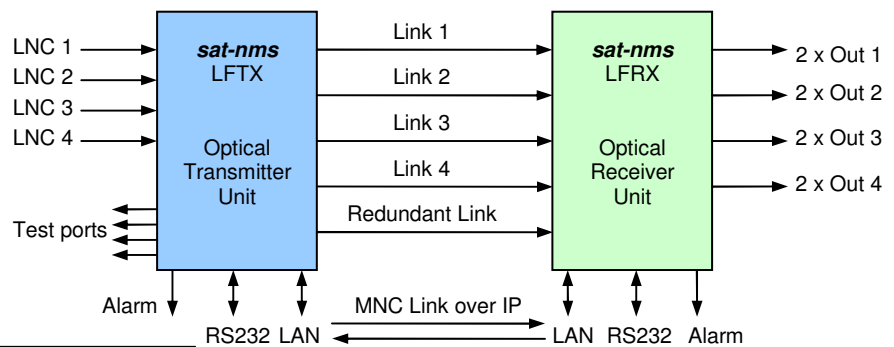 LNC 1
LNC 2
LNC 3
LNC 4
Test ports
Alarm
sat-nms
LFTX
Optical
Transmitter
Unit
RS232
LAN
Link 1
Link 2
Link 3
Link 4
Redundant Link
MNC Link over IP
sat-nms
LFRX
Optical
Receiver
Unit
LAN
RS232
Alarm
2 x Out 1
2 x Out 2
2 x Out 3
2 x Out 4